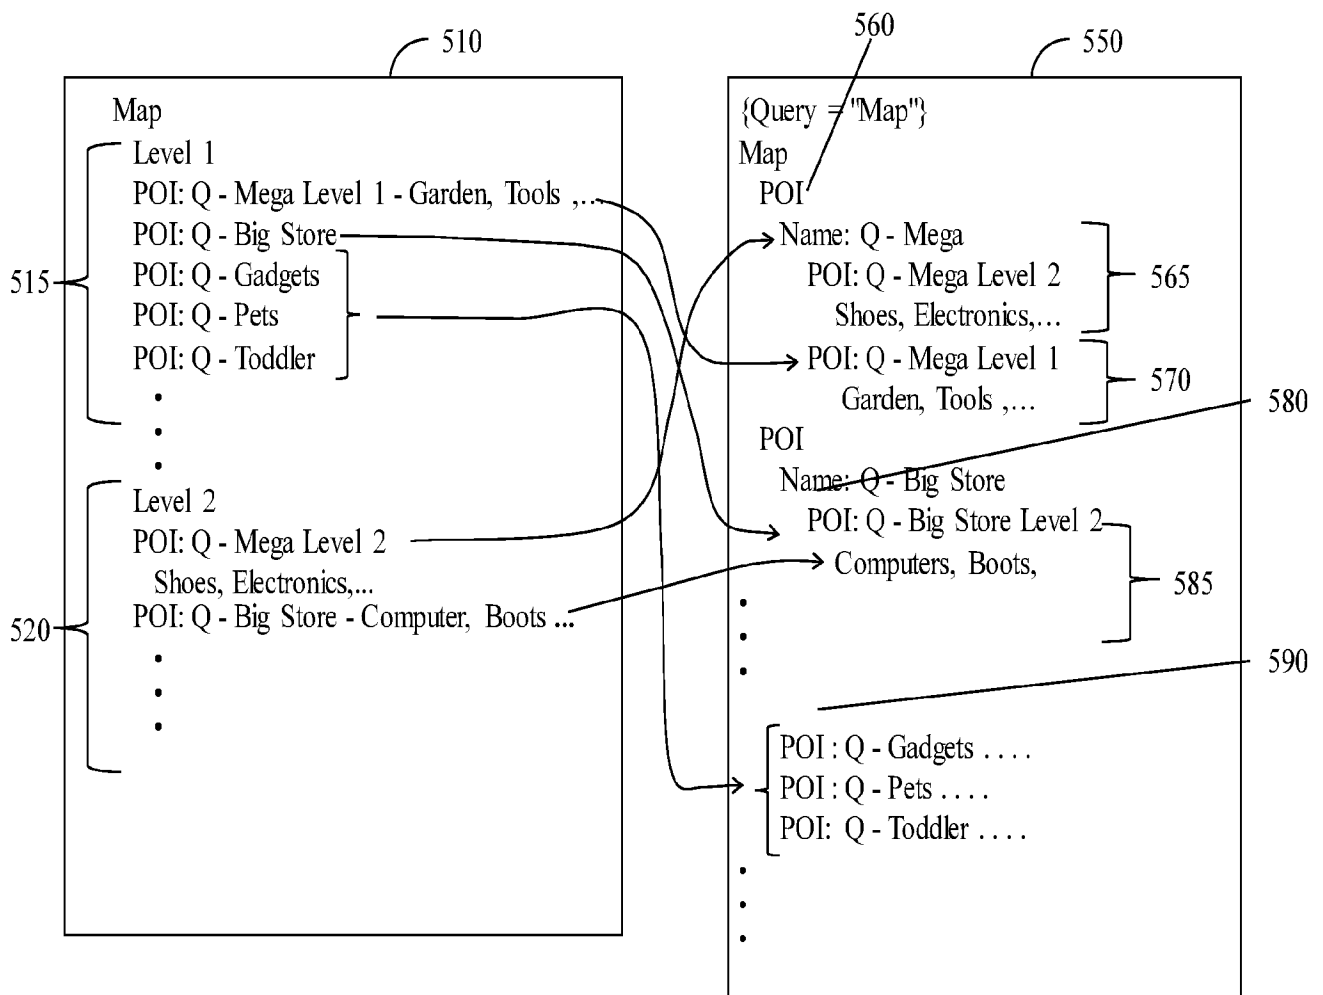 510
Map
Level 1
POI: Q - Mega Level 1 - Garden, Tools ,...
POI: Q - Big Store
POI: Q - Gadgets
POI: Q - Pets
POI: Q - Toddler
515
Level 2
POI: Q - Mega Level 2
Shoes, Electronics,...
POI: Q - Big Store - Computer, Boots ...
520
560
550
{Query = "Map"}
Map
POI
Name: Q - Mega
POI: Q - Mega Level 2
Shoes, Electronics,...
565
POI: Q - Mega Level 1
Garden, Tools ,...
570
580
POI
Name: Q - Big Store
POI: Q - Big Store Level 2
Computers, Boots,
585
590
POI : Q - Gadgets . . . .
POI : Q - Pets . . . .
POI: Q - Toddler . . . .